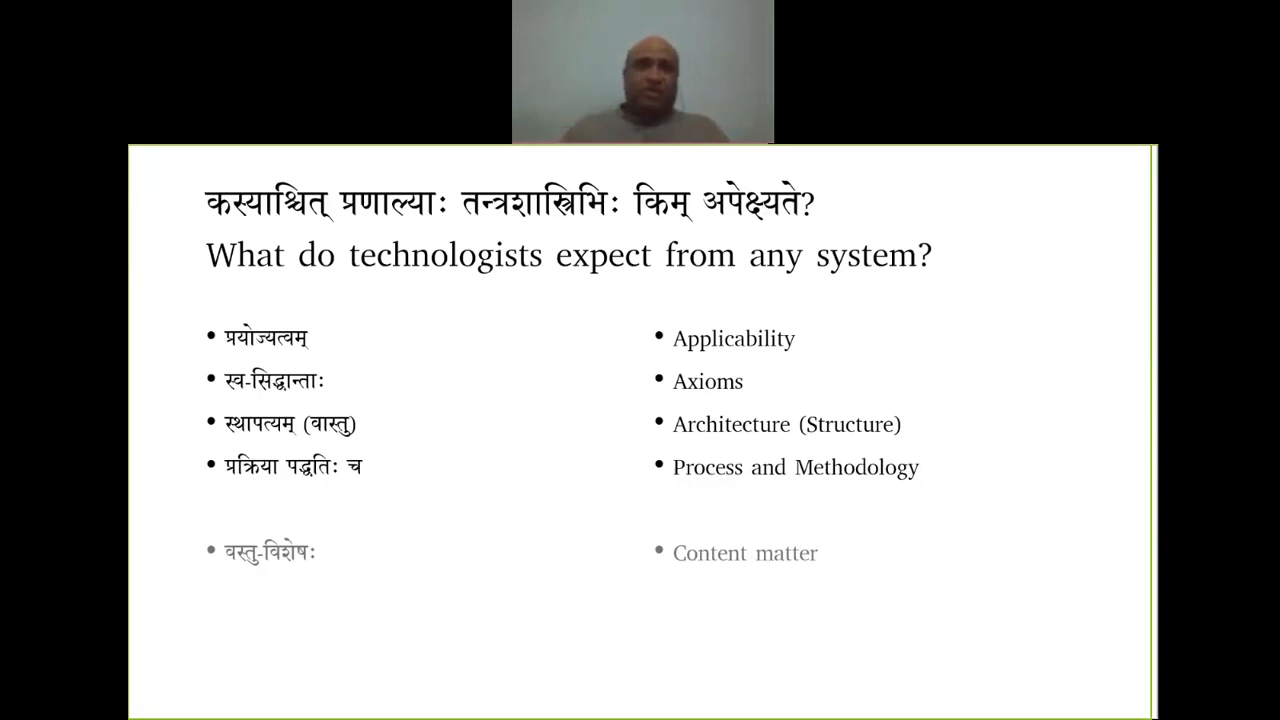 कस्याश्चित् प्रणाल्याः तन्त्रशास्त्रिभिः किम् अपेक्ष्यते?
What do technologists expect from any system?
• प्रयोज्यत्वम्
• स्व-सिद्धान्ताः
• स्थापत्यम् (वास्तु)
• प्रक्रिया पद्धतिः च
• वस्तु-विशेषः
• Applicability
• Axioms
• Architecture (Structure)
• Process and Methodology
• Content matter